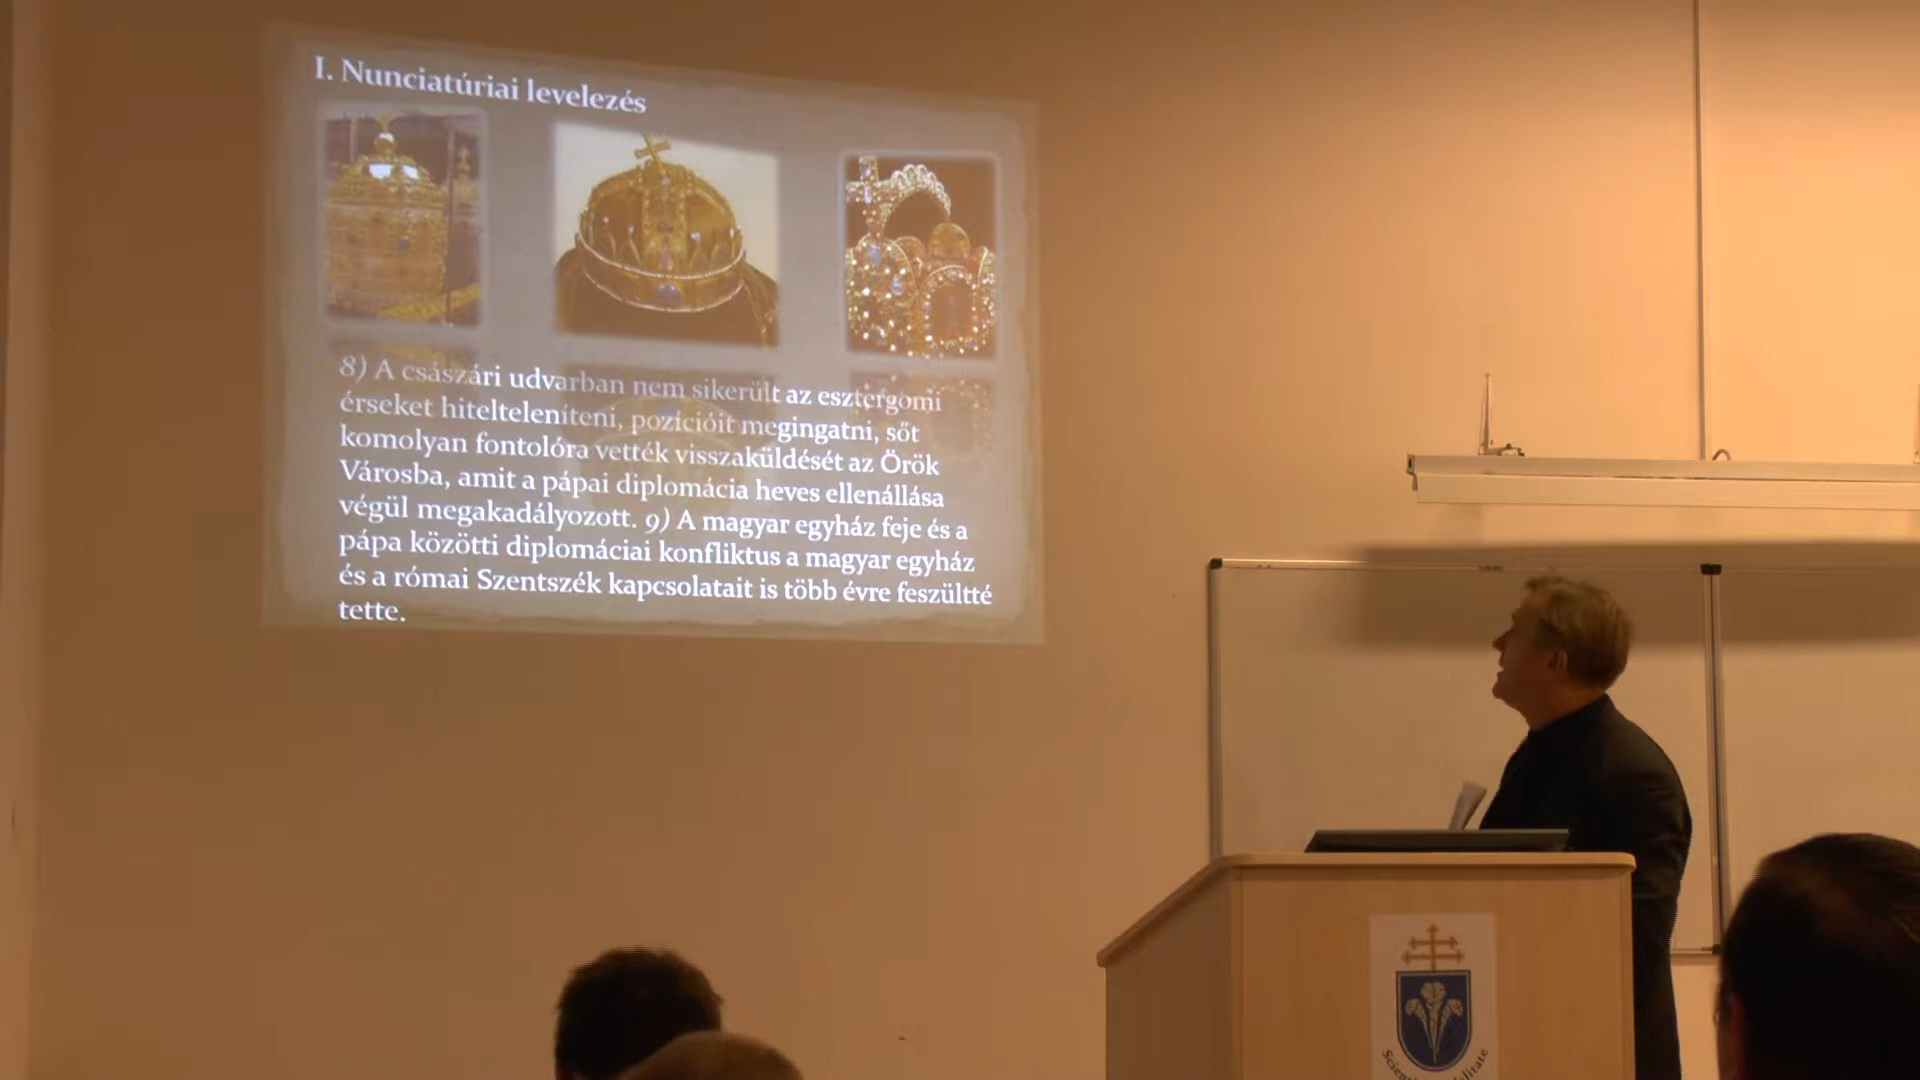 I. Nunciatúriai levelezés
8) A császári udvarban nem sikerült az esztergomi
érseket hitelteleníteni, pozícióit megingatni, sőt
komolyan fontolóra vették visszaküldését az Örök
Városba, amit a pápai diplomácia heves ellenállása
végül megakadályozott. 9) A magyar egyház feje és a
pápa közötti diplomáciai konfliktus a magyar egyház
és a római Szentszék kapcsolatait is több évre feszültté
tette.